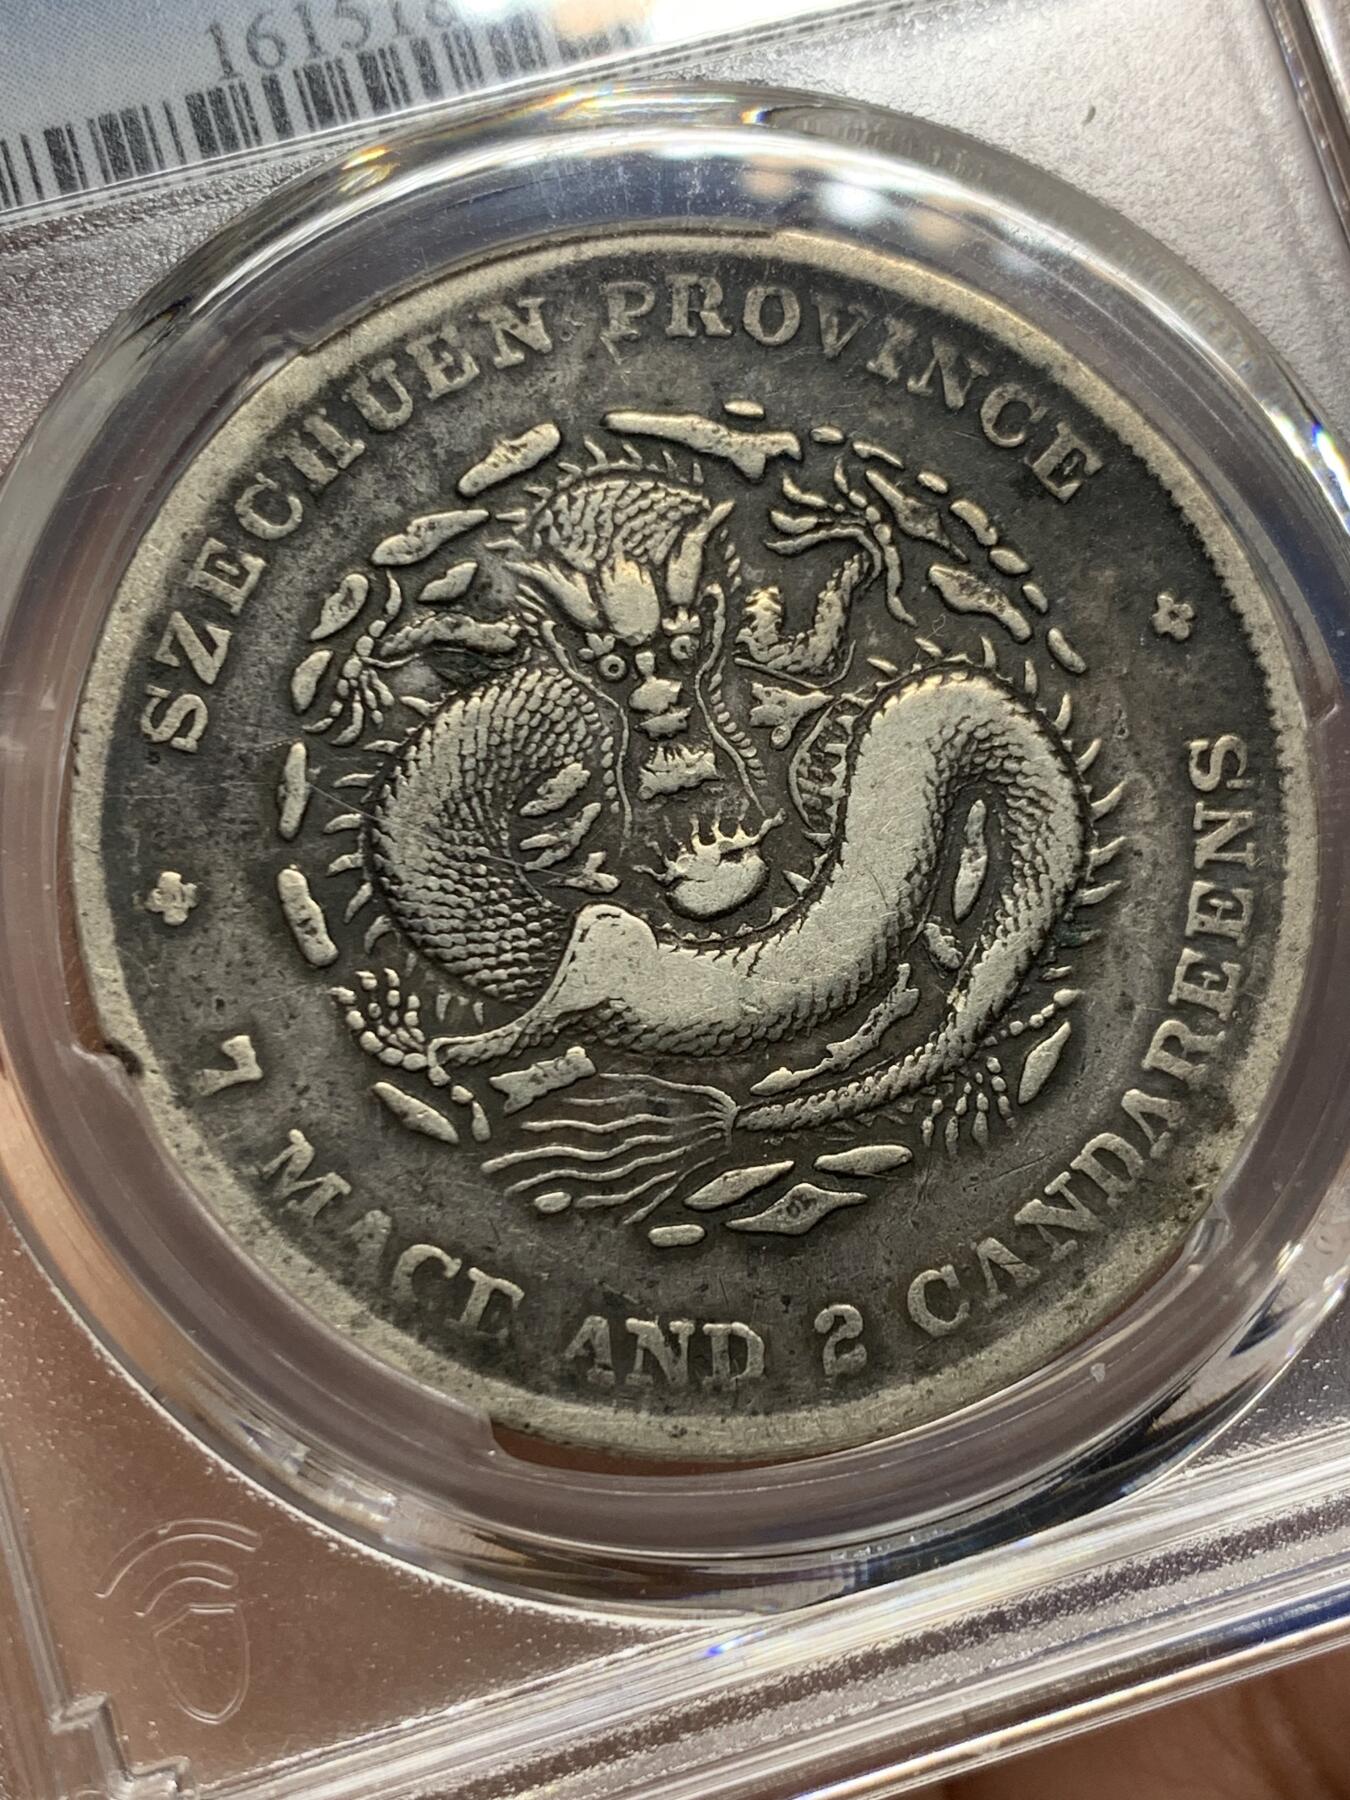 SZECHUEN PROVINCE
7 MACE AND 2 CANDAREENS